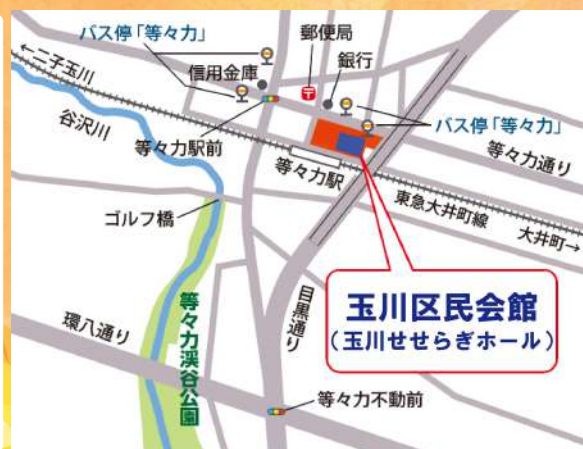 バス停「等々力」
郵便局
銀行
信用金庫
←二子玉川
谷沢川
等々力駅前
バス停「等々力」
等々力通り
等々力駅
東急大井町線
大井町→
ゴルフ橋
玉川区民会館
(玉川せせらぎホール)
目黒通り
等々力渓谷公園
環八通り
等々力不動前